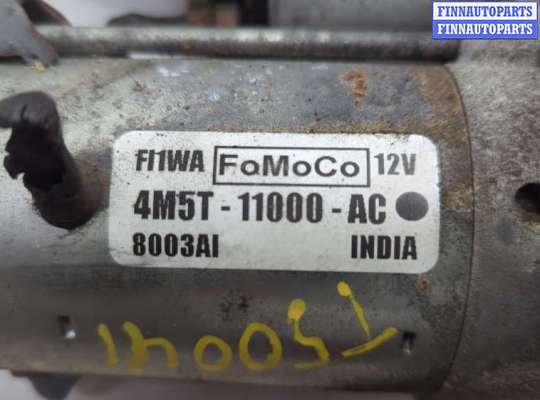 FINNAUTOPARTS
FINNAUTOPARTS
FI1WA FoMoCo 12V
4M5T - 11000 - AC
8003AI INDIA